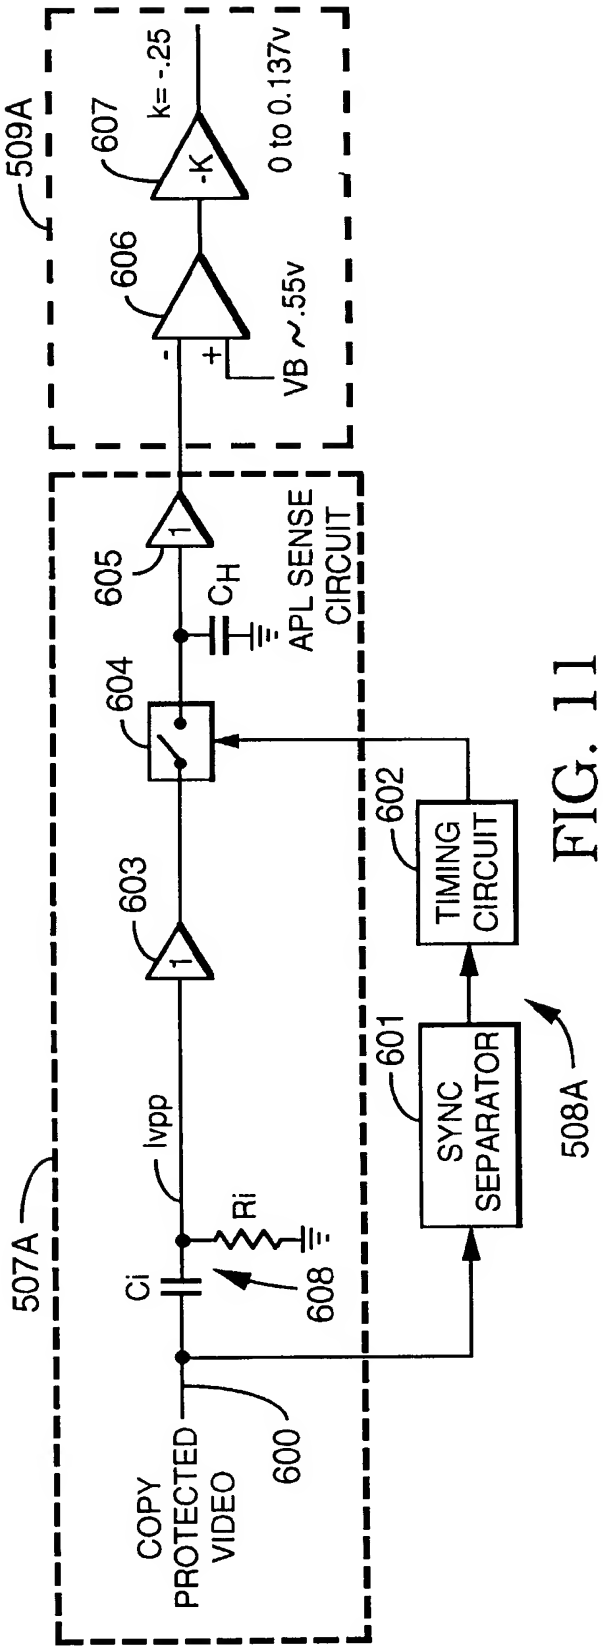 507A
509A
COPY
PROTECTED
VIDEO
600
Ci
608
Ri
lvpp
603
1
604
CH
605
1
APL SENSE
CIRCUIT
606
-
+
VB ~.55v
607
-K
k= -.25
0 to 0.137v
601
SYNC
SEPARATOR
602
TIMING
CIRCUIT
508A
FIG. 11